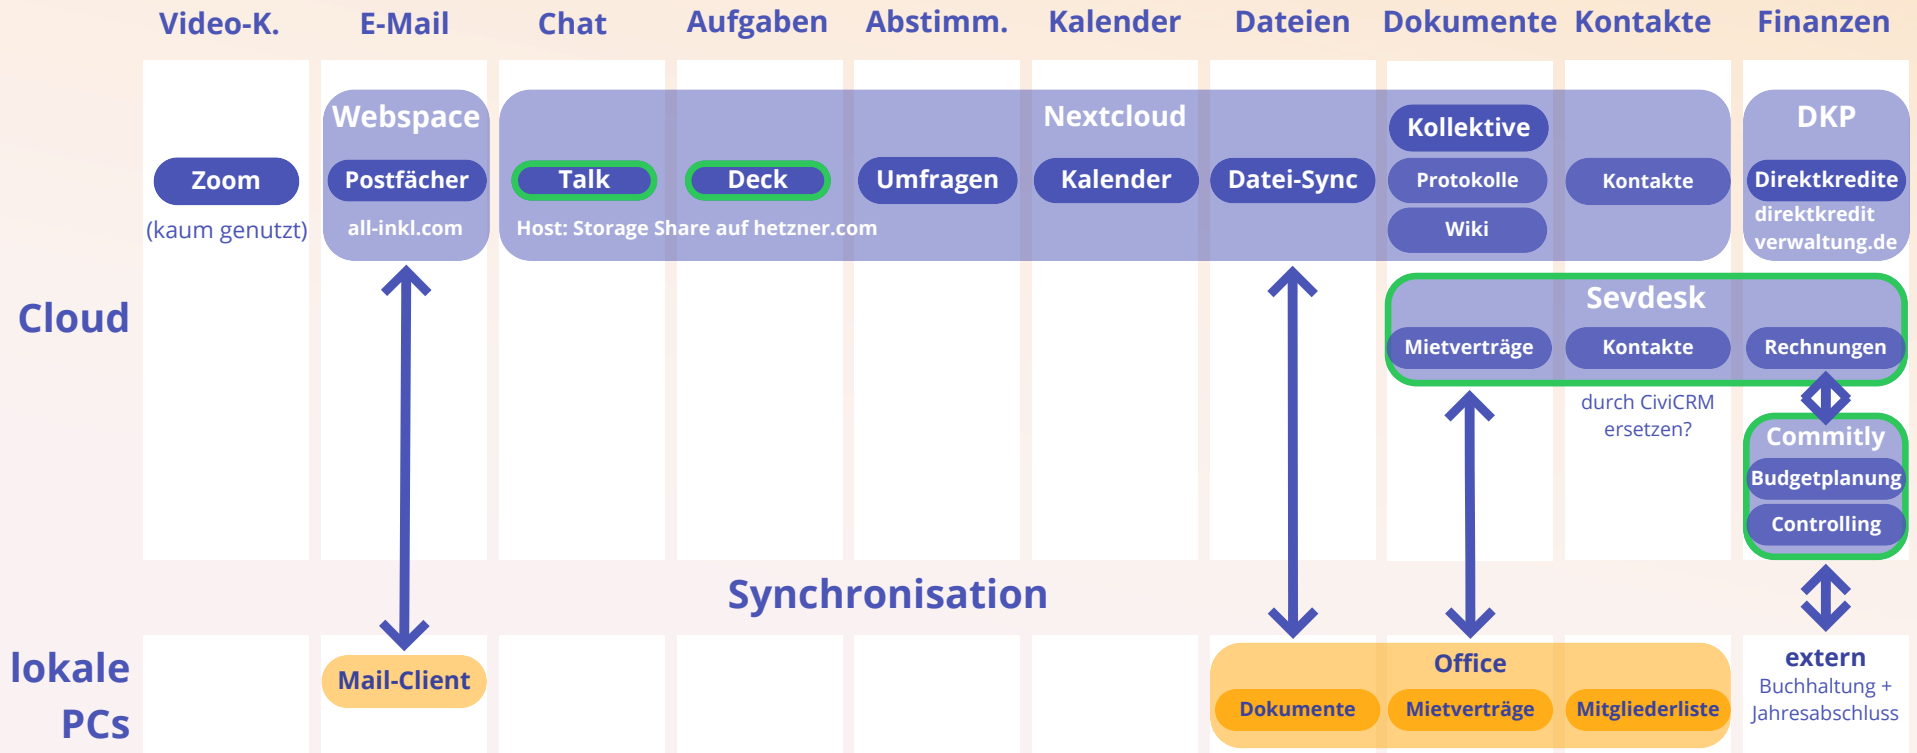 Video-K. E-Mail Chat Aufgaben Abstimm. Kalender Dateien Dokumente Kontakte Finanzen
Webspace Nextcloud DKP
Kollektive
Zoom Postfächer Talk Deck Umfragen Kalender Datei-Sync Protokolle Kontakte Direktkredite
(kaum genutzt) all-inkl.com Host: Storage Share auf hetzner.com Wiki direktkredit
verwaltung.de
Cloud
Sevdesk
Mietverträge Kontakte Rechnungen
durch CiviCRM
ersetzen?
Commitly
Budgetplanung
Controlling
Synchronisation
lokale
PCs
Mail-Client
Office
Dokumente Mietverträge Mitgliederliste
extern
Buchhaltung +
Jahresabschluss